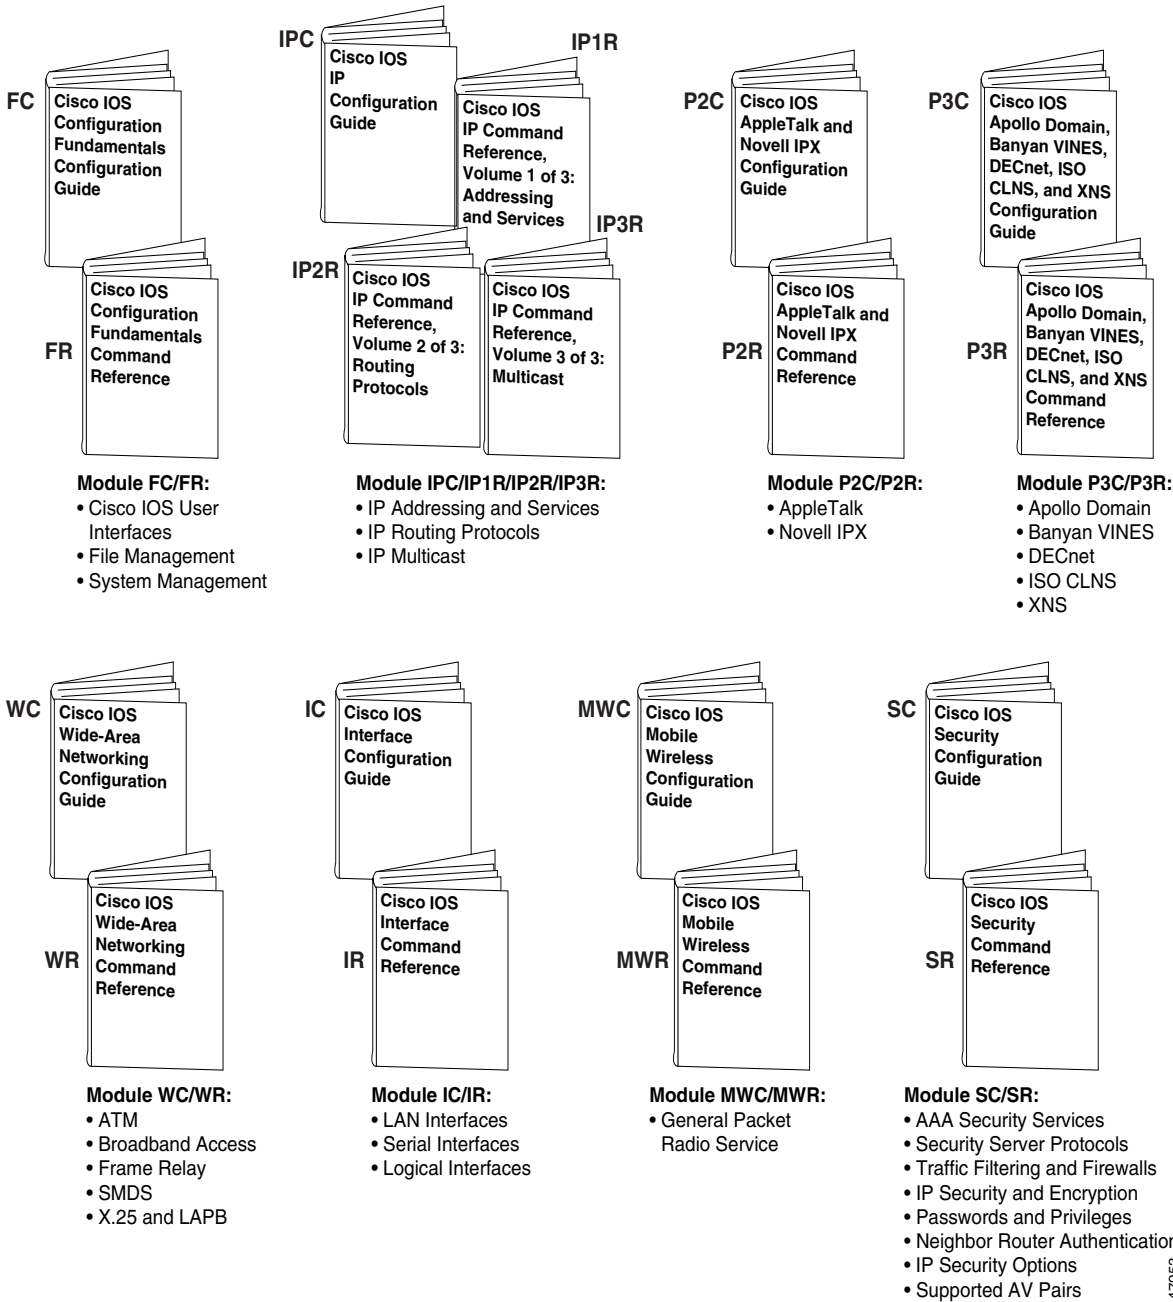 FC
Cisco IOS
Configuration
Fundamentals
Configuration
Guide
FR
Cisco IOS
Configuration
Fundamentals
Command
Reference
Module FC/FR:
• Cisco IOS User
Interfaces
• File Management
• System Management
IPC
Cisco IOS
IP
Configuration
Guide
IP1R
Cisco IOS
IP Command
Reference,
Volume 1 of 3:
Addressing
and Services
IP2R
Cisco IOS
IP Command
Reference,
Volume 2 of 3:
Routing
Protocols
IP3R
Cisco IOS
IP Command
Reference,
Volume 3 of 3:
Multicast
Module IPC/IP1R/IP2R/IP3R:
• IP Addressing and Services
• IP Routing Protocols
• IP Multicast
P2C
Cisco IOS
AppleTalk and
Novell IPX
Configuration
Guide
P2R
Cisco IOS
AppleTalk and
Novell IPX
Command
Reference
Module P2C/P2R:
• AppleTalk
• Novell IPX
P3C
Cisco IOS
Apollo Domain,
Banyan VINES,
DECnet, ISO
CLNS, and XNS
Configuration
Guide
P3R
Cisco IOS
Apollo Domain,
Banyan VINES,
DECnet, ISO
CLNS, and XNS
Command
Reference
Module P3C/P3R:
• Apollo Domain
• Banyan VINES
• DECnet
• ISO CLNS
• XNS
WC
Cisco IOS
Wide-Area
Networking
Configuration
Guide
WR
Cisco IOS
Wide-Area
Networking
Command
Reference
Module WC/WR:
• ATM
• Broadband Access
• Frame Relay
• SMDS
• X.25 and LAPB
IC
Cisco IOS
Interface
Configuration
Guide
IR
Cisco IOS
Interface
Command
Reference
Module IC/IR:
• LAN Interfaces
• Serial Interfaces
• Logical Interfaces
MWC
Cisco IOS
Mobile
Wireless
Configuration
Guide
MWR
Cisco IOS
Mobile
Wireless
Command
Reference
Module MWC/MWR:
• General Packet
Radio Service
SC
Cisco IOS
Security
Configuration
Guide
SR
Cisco IOS
Security
Command
Reference
Module SC/SR:
• AAA Security Services
• Security Server Protocols
• Traffic Filtering and Firewalls
• IP Security and Encryption
• Passwords and Privileges
• Neighbor Router Authentication
• IP Security Options
• Supported AV Pairs